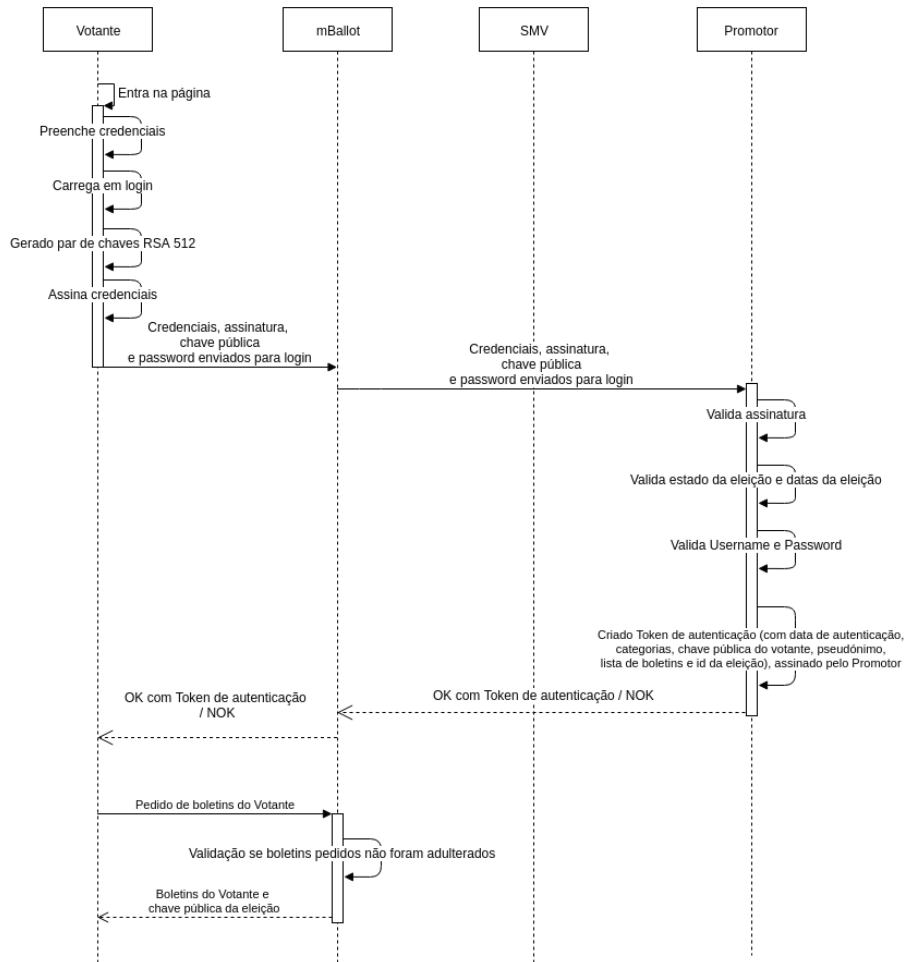 Votante
mBallot
SMV
Promotor
Entra na página
Preenche credenciais
Carrega em login
Gerado par de chaves RSA 512
Assina credenciais
Credenciais, assinatura,
chave pública
e password enviados para login
Credenciais, assinatura,
chave pública
e password enviados para login
Valida assinatura
Valida estado da eleição e datas da eleição
Valida Username e Password
Criado Token de autenticação (com data de autenticação,
categorias, chave pública do votante, pseudónimo,
lista de boletins e id da eleição), assinado pelo Promotor
OK com Token de autenticação / NOK
OK com Token de autenticação
/ NOK
Pedido de boletins do Votante
Validação se boletins pedidos não foram adulterados
Boletins do Votante e
chave pública da eleição